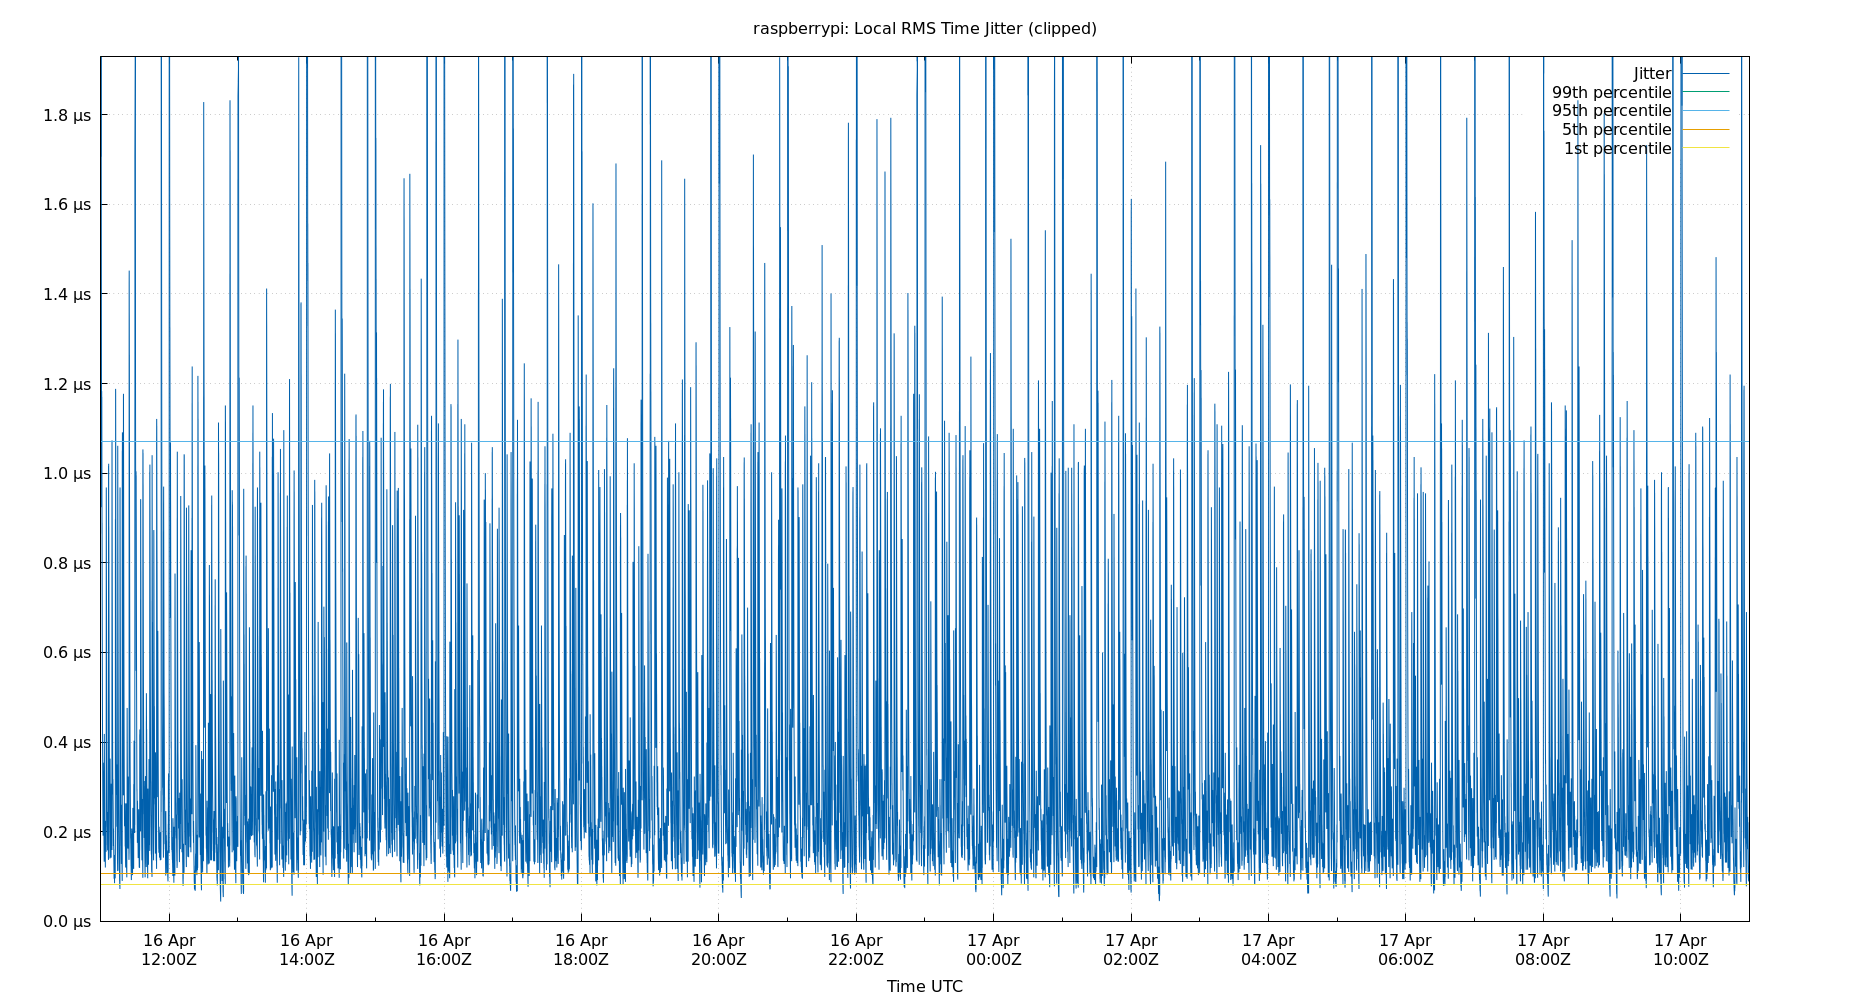 raspberrypi: Local RMS Time Jitter (clipped)
Jitter
99th percentile
95th percentile
5th percentile
1st percentile
1.8 µs
1.6 µs
1.4 µs
1.2 µs
1.0 µs
0.8 µs
0.6 µs
0.4 µs
0.2 µs
0.0 µs
16 Apr 16 Apr 16 Apr 16 Apr 16 Apr 16 Apr 17 Apr 17 Apr 17 Apr 17 Apr 17 Apr 17 Apr
12:00Z 14:00Z 16:00Z 18:00Z 20:00Z 22:00Z 00:00Z 02:00Z 04:00Z 06:00Z 08:00Z 10:00Z
Time UTC